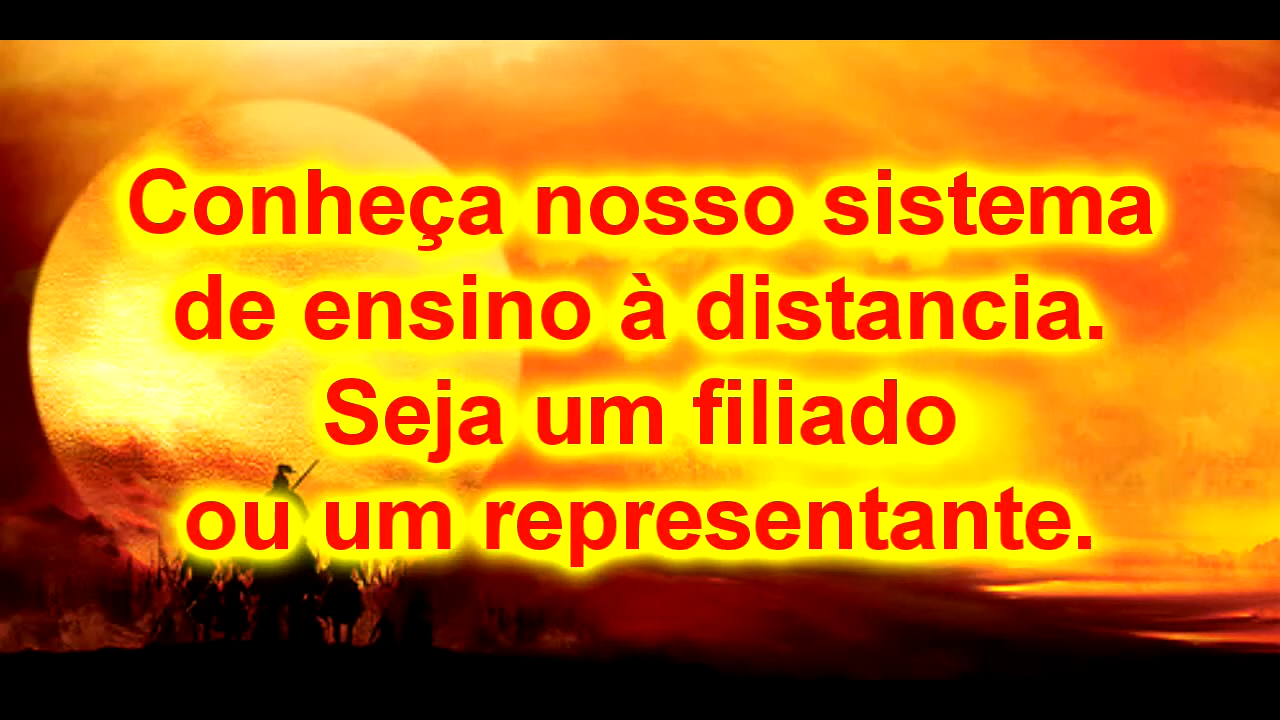 Conheça nosso sistema
de ensino à distancia.
Seja um filiado
ou um representante.